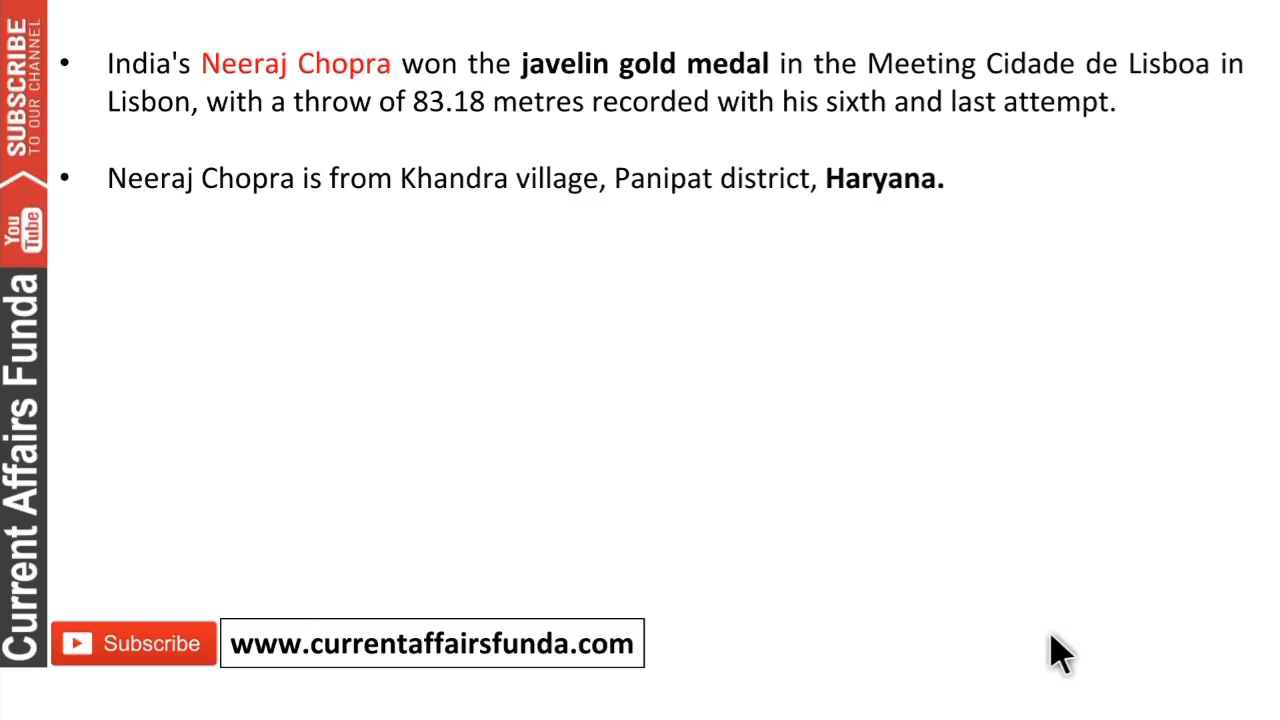 • India's Neeraj Chopra won the javelin gold medal in the Meeting Cidade de Lisboa in
Lisbon, with a throw of 83.18 metres recorded with his sixth and last attempt.
• Neeraj Chopra is from Khandra village, Panipat district, Haryana.
SUBSCRIBE
TO OUR CHANNEL
You
Tube
Current Affairs Funda
Subscribe
www.currentaffairsfunda.com